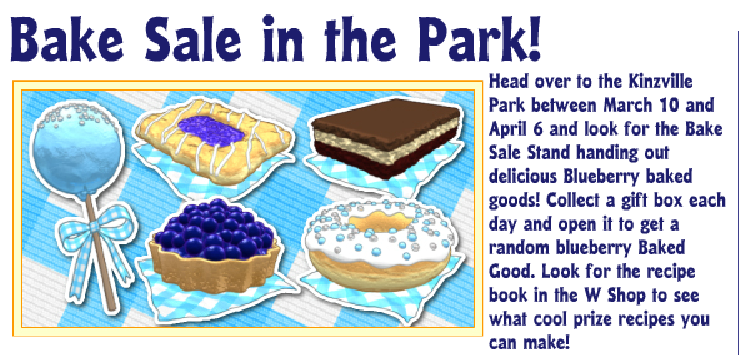 Bake Sale in the Park!
Head over to the Kinzville
Park between March 10 and
April 6 and look for the Bake
Sale Stand handing out
delicious Blueberry baked
goods! Collect a gift box each
day and open it to get a
random blueberry Baked
Good. Look for the recipe
book in the W Shop to see
what cool prize recipes you
can make!